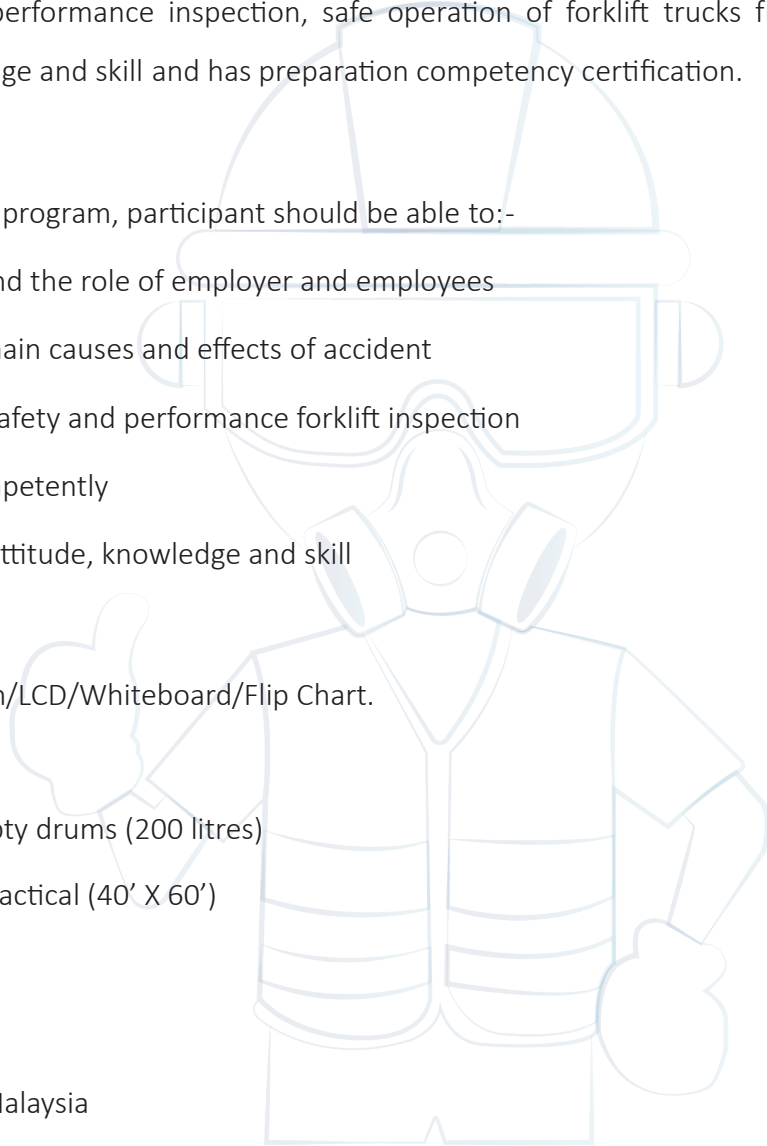 performance inspection, safe operation of forklift trucks f
ge and skill and has preparation competency certification.
program, participant should be able to:-
nd the role of employer and employees
ain causes and effects of accident
afety and performance forklift inspection
petently
ttitude, knowledge and skill
/LCD/Whiteboard/Flip Chart.
ty drums (200 litres)
actical (40’ X 60’)
alaysia